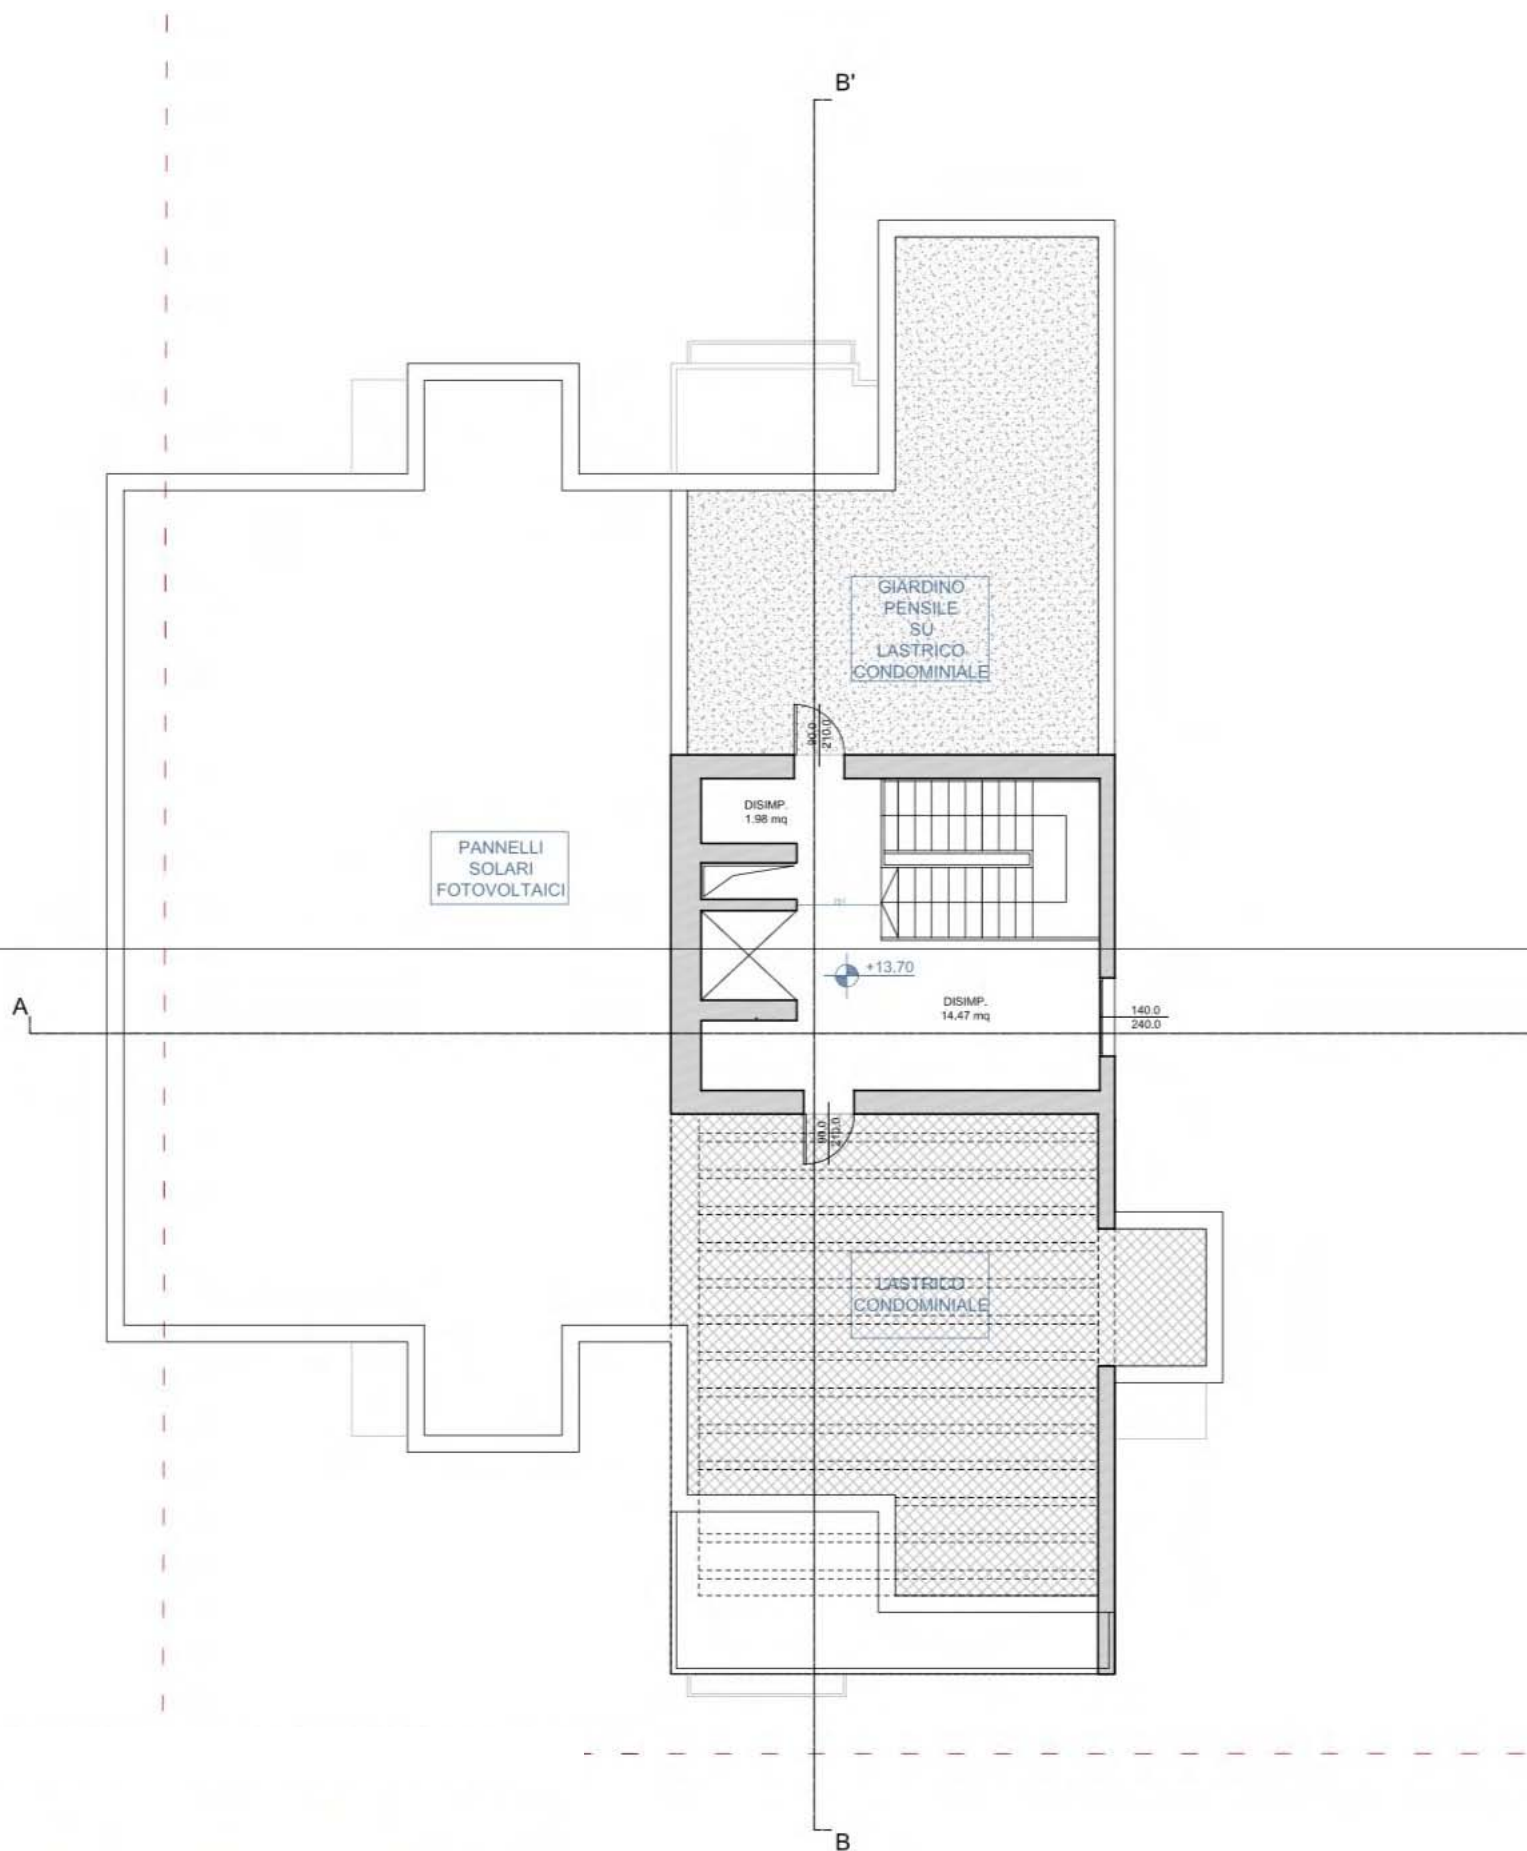 B'
GIARDINO
PENSILE
SU
LASTRICO
CONDOMINIALE
90.0
210.0
DISIMP.
1.98 mq
PANNELLI
SOLARI
FOTOVOLTAICI
+13.70
A
DISIMP.
14.47 mq
140.0
240.0
90.0
210.0
LASTRICO
CONDOMINIALE
B